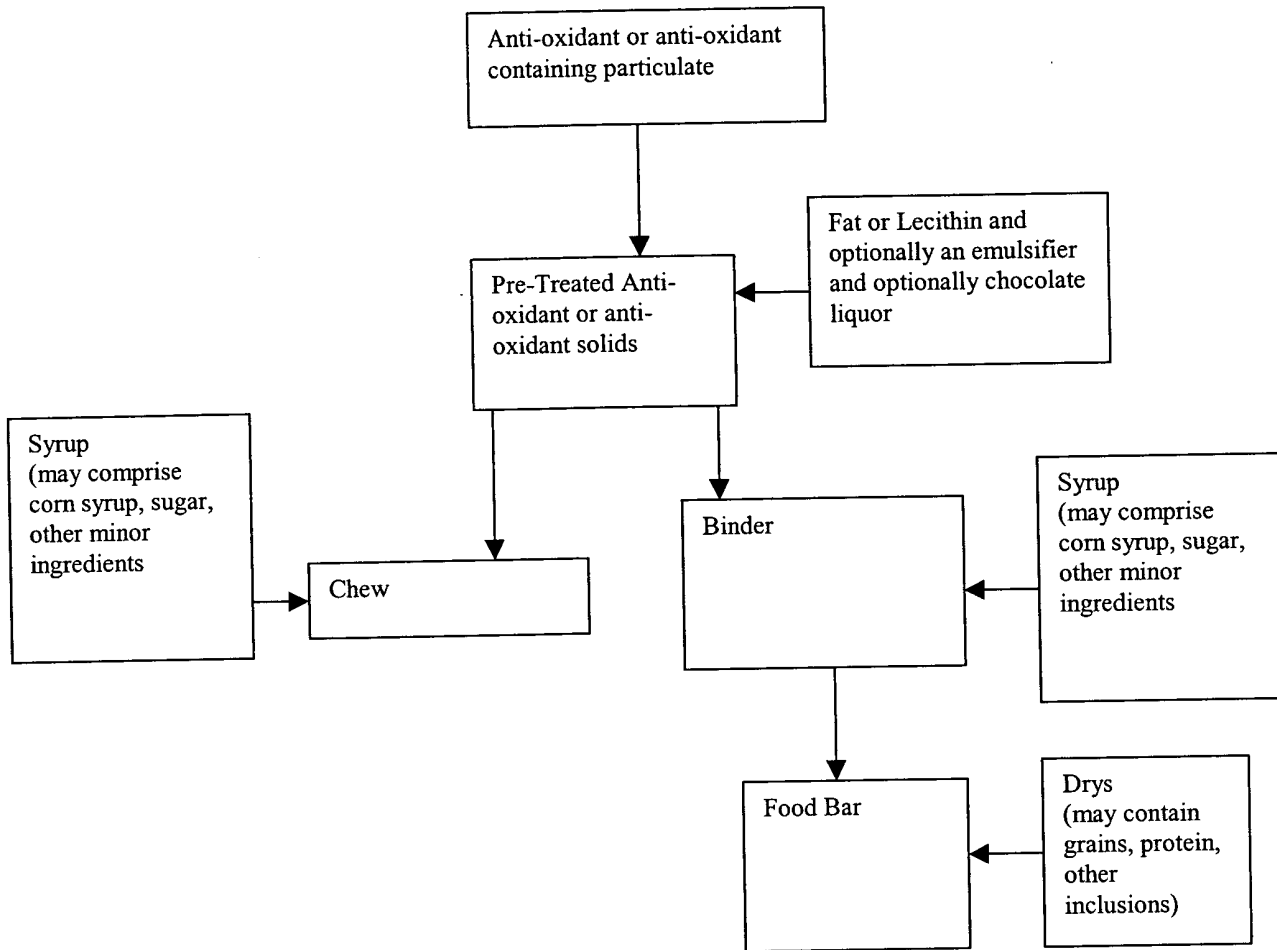 Anti-oxidant or anti-oxidant
containing particulate
Fat or Lecithin and
optionally an emulsifier
and optionally chocolate
liquor
Pre-Treated Anti-
oxidant or anti-
oxidant solids
Syrup
(may comprise
corn syrup, sugar,
other minor
ingredients
Syrup
(may comprise
corn syrup, sugar,
other minor
ingredients
Binder
Chew
Drys
(may contain
grains, protein,
other
inclusions)
Food Bar